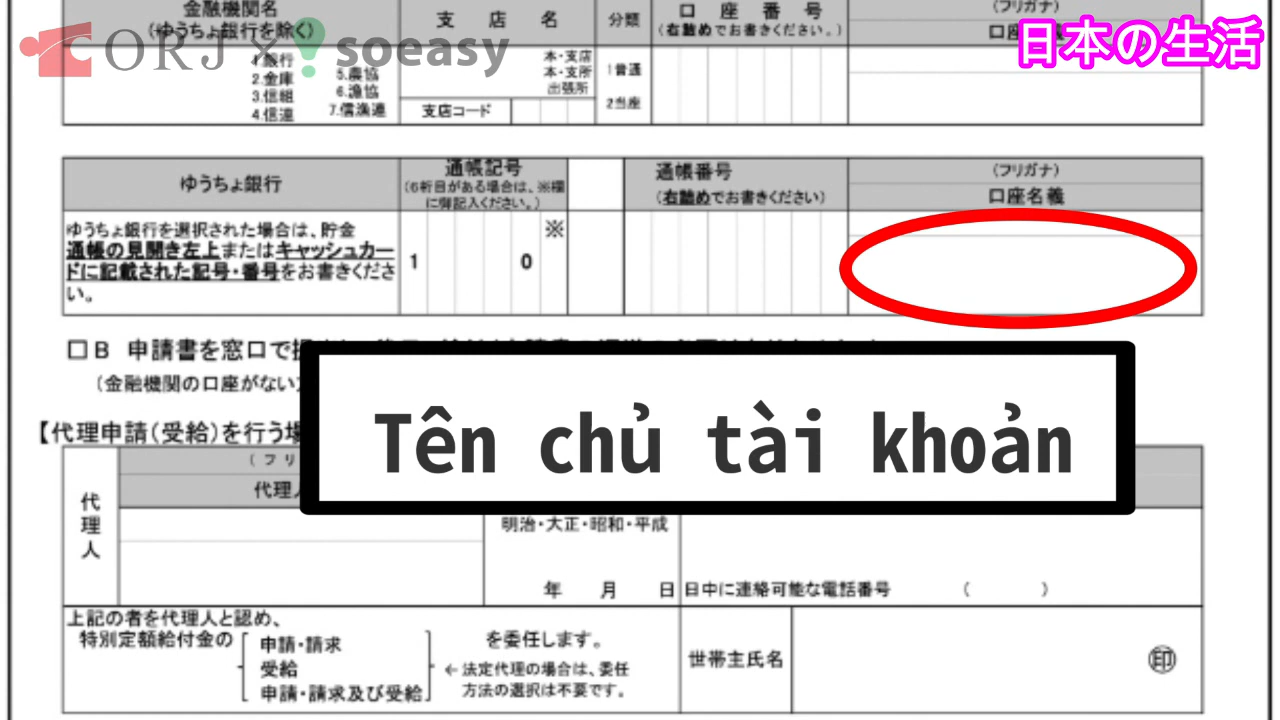 金融機関名
(ゆうちょ銀行を除く)
支店名
分類
口座番号
(右詰めでお書きください。)
(フリガナ)
口座名義
CORJ × soeasy
日本の生活
1.銀行
2.金庫
3.信組
4.信連
5.農協
6.漁協
7.信漁連
本・支店
本・支所
出張所
支店コード
1普通
2当座
ゆうちょ銀行
通帳記号
(6桁目がある場合は、※欄
に御記入ください。)
通帳番号
(右詰めでお書きください)
(フリガナ)
口座名義
ゆうちょ銀行を選択された場合は、貯金
通帳の見開き左上またはキャッシュカー
ドに記載された記号・番号をお書きくださ
い。
1 0 ※
□B 申請書を窓口で
(金融機関の口座がない
Tên chủ tài khoản
【代理申請(受給)を行う場
代理人
(フリ
代理人
明治・大正・昭和・平成
年 月 日
日中に連絡可能な電話番号 ( )
上記の者を代理人と認め、
特別定額給付金の
申請・請求
受給
申請・請求及び受給
を委任します。
←法定代理の場合は、委任
方法の選択は不要です。
世帯主氏名
印